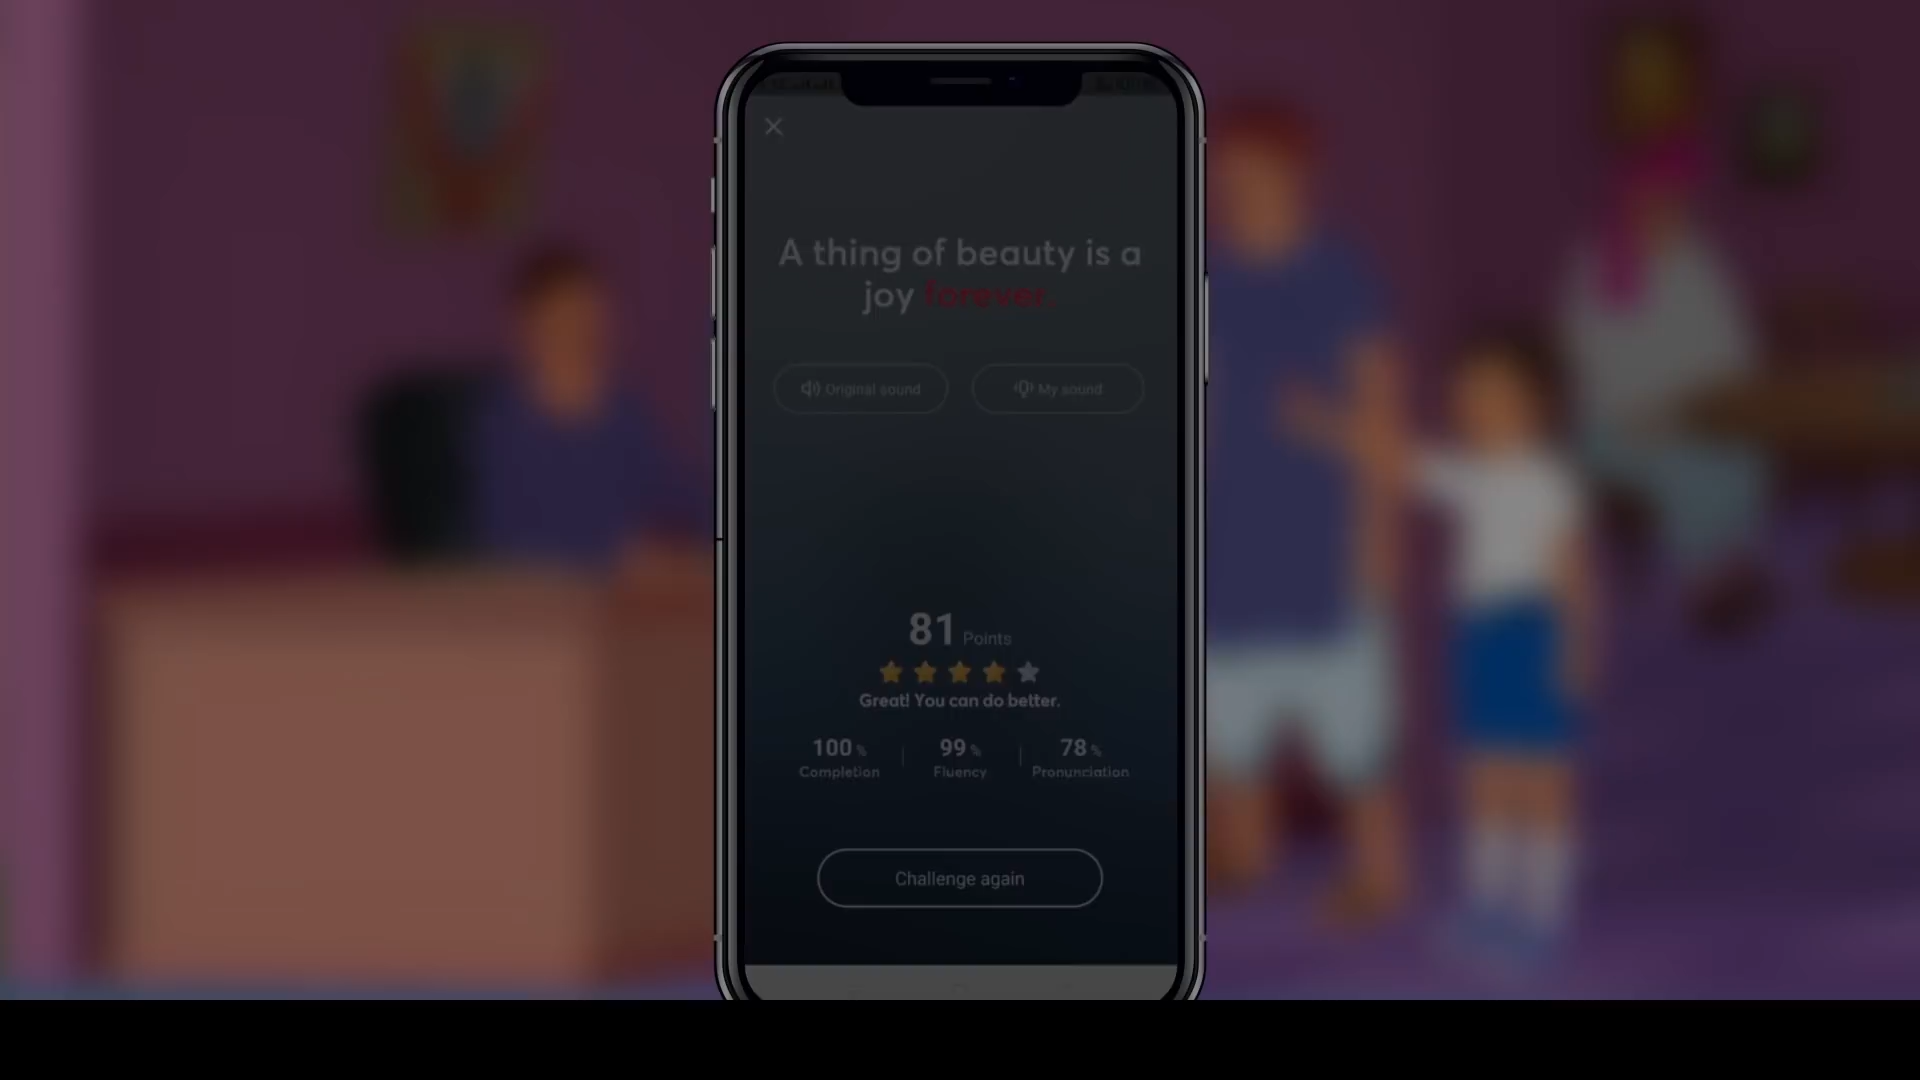 A thing of beauty is a
joy forever.
Original sound
My sound
81 Points
Great! You can do better.
100 % 99 % 78 %
Completion Fluency Pronunciation
Challenge again